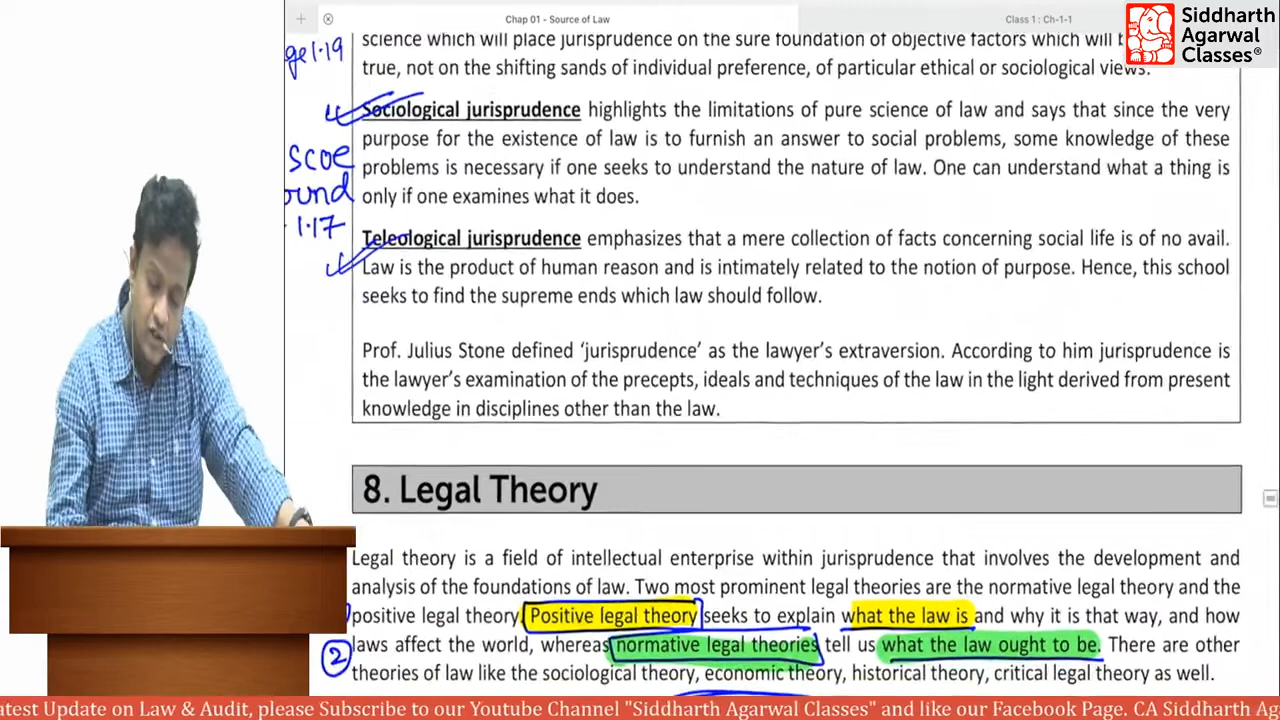 Chap 01 - Source of Law
Class 1 : Ch-1-1
Siddharth
Agarwal
Classes®
science which will place jurisprudence on the sure foundation of objective factors which will b
true, not on the shifting sands of individual preference, of particular ethical or sociological views.
ge 1.19
Sociological jurisprudence highlights the limitations of pure science of law and says that since the very
purpose for the existence of law is to furnish an answer to social problems, some knowledge of these
problems is necessary if one seeks to understand the nature of law. One can understand what a thing is
only if one examines what it does.
scoe
ound
1.17
Teleological jurisprudence emphasizes that a mere collection of facts concerning social life is of no avail.
Law is the product of human reason and is intimately related to the notion of purpose. Hence, this school
seeks to find the supreme ends which law should follow.
Prof. Julius Stone defined ‘jurisprudence’ as the lawyer’s extraversion. According to him jurisprudence is
the lawyer’s examination of the precepts, ideals and techniques of the law in the light derived from present
knowledge in disciplines other than the law.
8. Legal Theory
Legal theory is a field of intellectual enterprise within jurisprudence that involves the development and
analysis of the foundations of law. Two most prominent legal theories are the normative legal theory and the
positive legal theory. Positive legal theory seeks to explain what the law is and why it is that way, and how
2 laws affect the world, whereas normative legal theories tell us what the law ought to be. There are other
theories of law like the sociological theory, economic theory, historical theory, critical legal theory as well.
atest Update on Law & Audit, please Subscribe to our Youtube Channel "Siddharth Agarwal Classes" and like our Facebook Page. CA Siddharth Ag